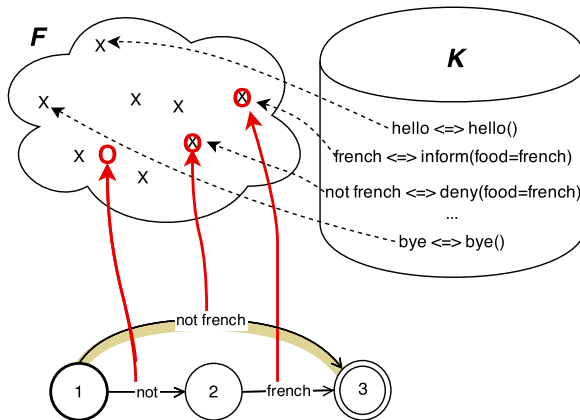 F
K
X
X
X
X
X
O
X
O
X
O
X
X
hello <=> hello()
french <=> inform(food=french)
not french <=> deny(food=french)
...
bye <=> bye()
not french
1
not
2
french
3